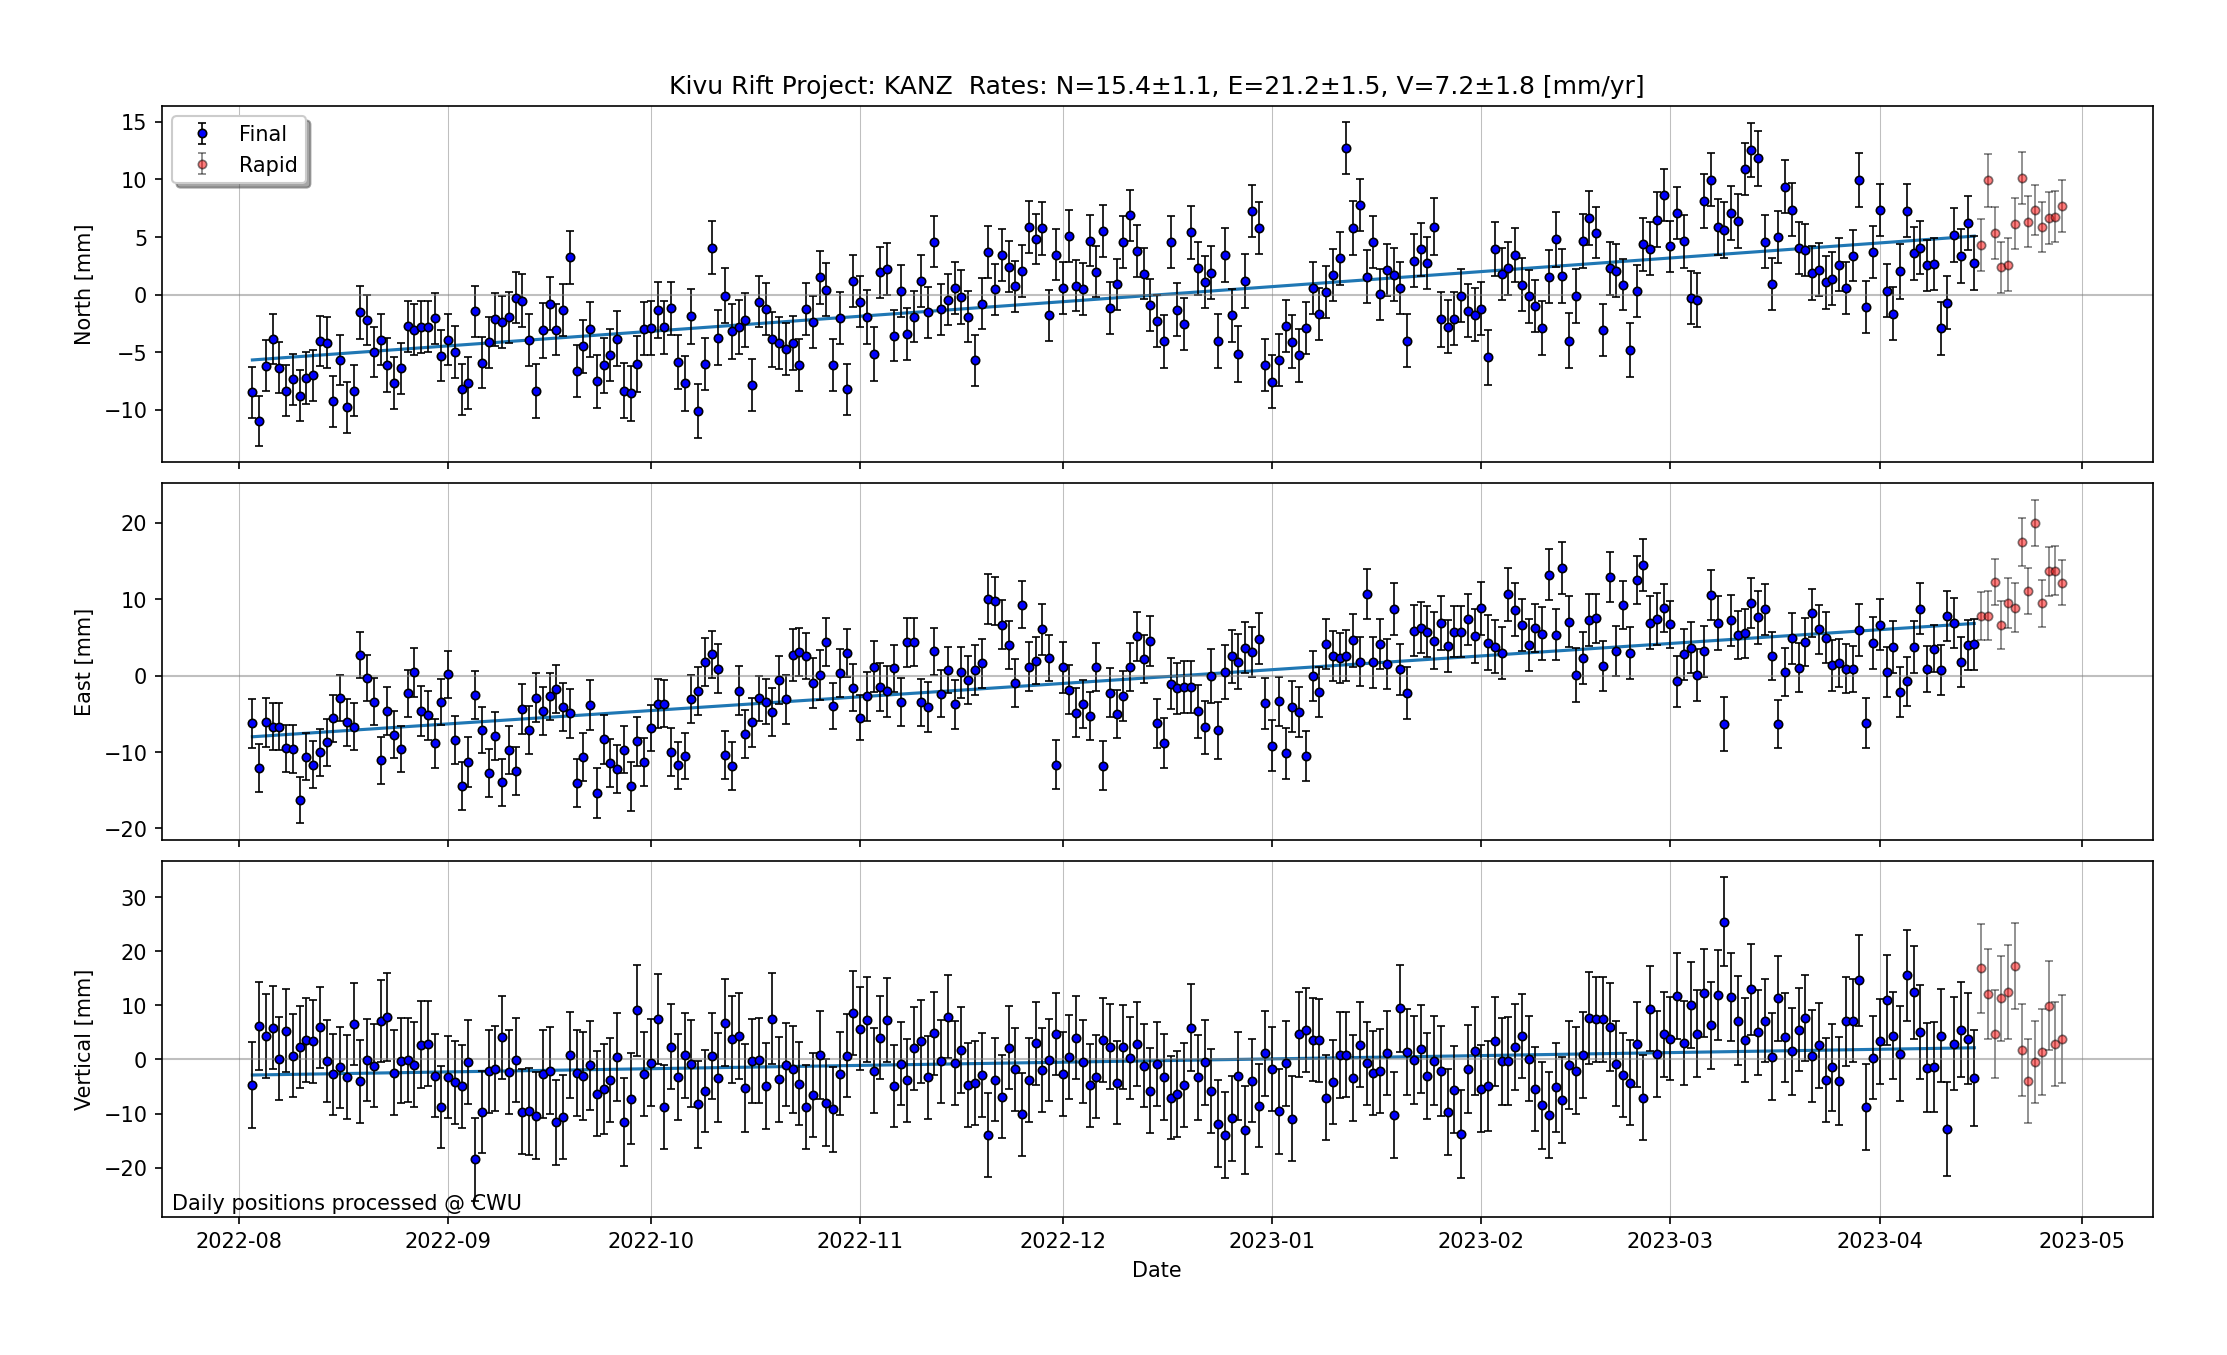 Kivu Rift Project: KANZ  Rates: N=15.4±1.1, E=21.2±1.5, V=7.2±1.8 [mm/yr]
Final
Rapid
North [mm]
15
10
5
0
−5
−10
East [mm]
20
10
0
−10
−20
Vertical [mm]
30
20
10
0
−10
−20
Daily positions processed @ CWU
2022-08 2022-09 2022-10 2022-11 2022-12 2023-01 2023-02 2023-03 2023-04 2023-05
Date